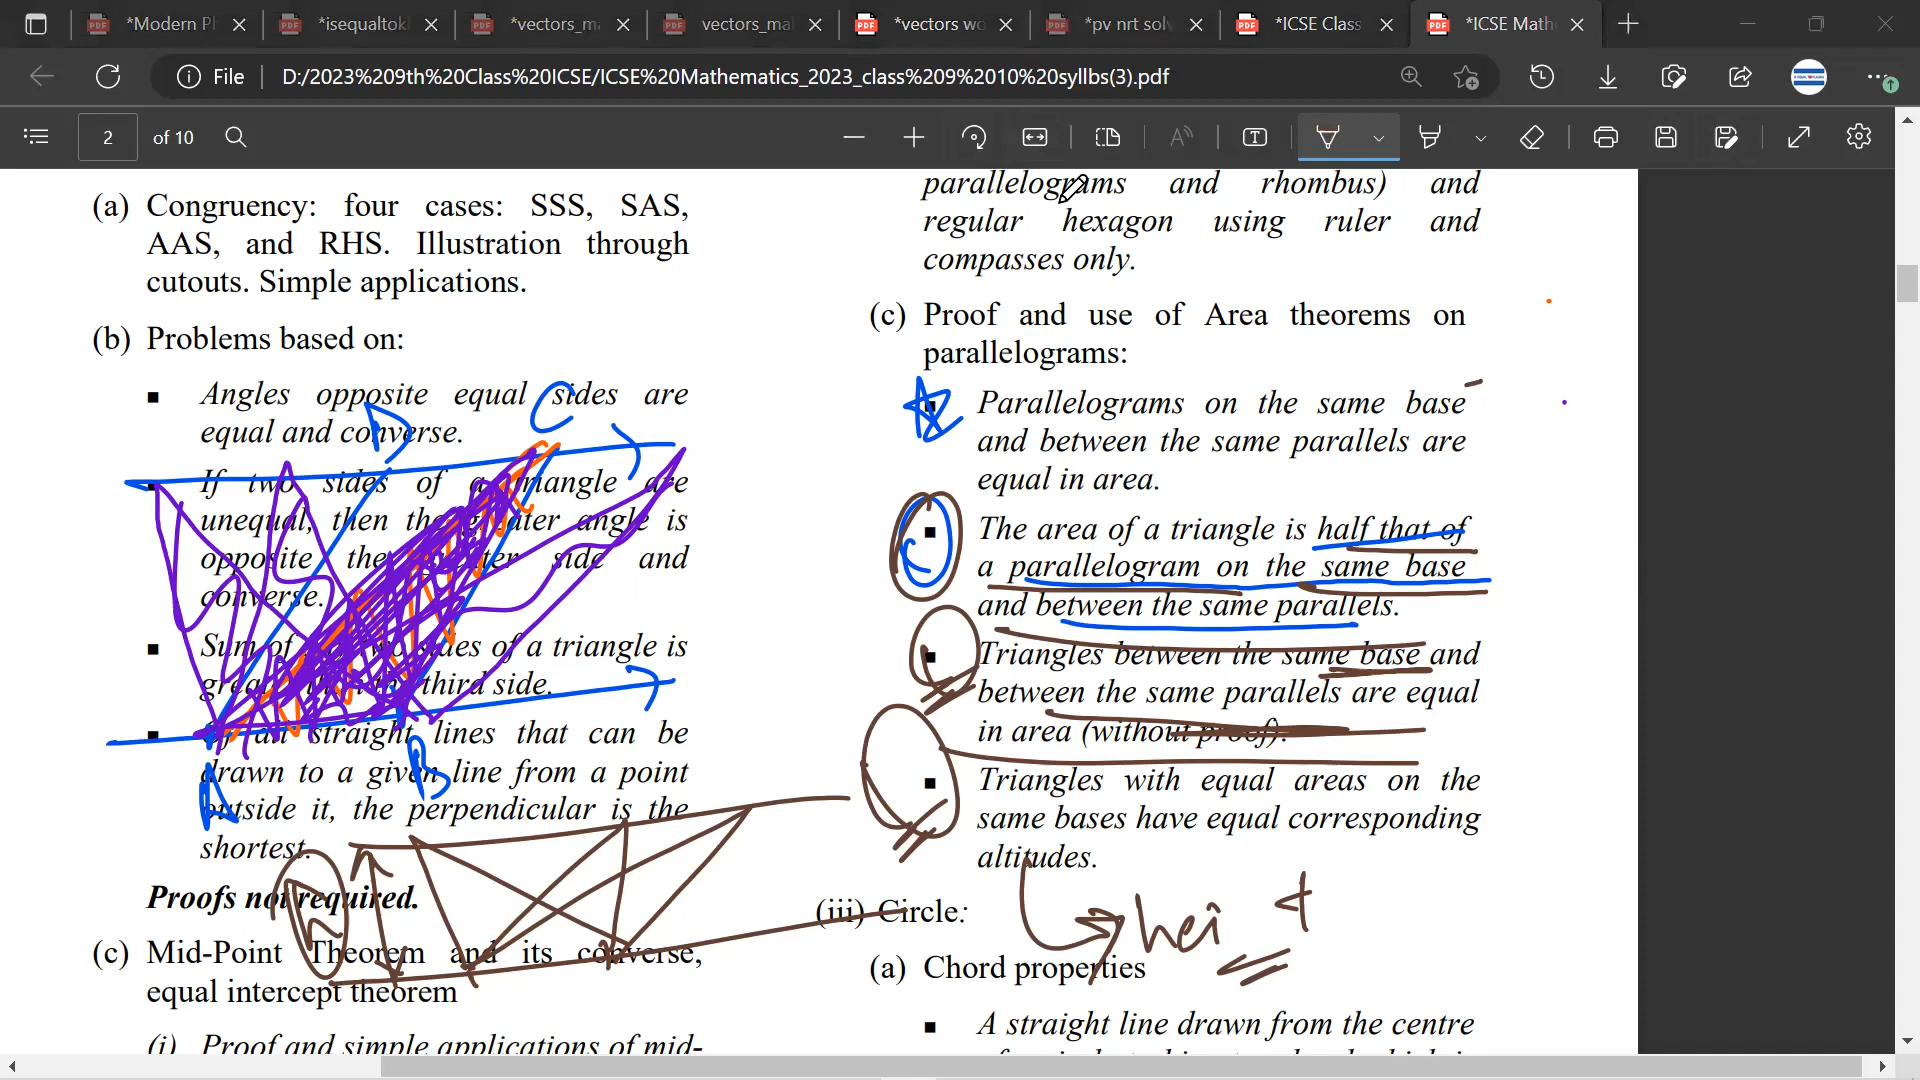 *Modern P
*isequaltok
*vectors_ma
vectors_mal
*vectors wo
*pv nrt solv
*ICSE Class
*ICSE Math
File
D:/2023%209th%20Class%20ICSE/ICSE%20Mathematics_2023_class%209%2010%20syllbs(3).pdf
2 of 10
(a) Congruency: four cases: SSS, SAS,
AAS, and RHS. Illustration through
cutouts. Simple applications.
(b) Problems based on:
Angles opposite equal sides are
equal and converse.
If two sides of a triangle are
unequal, then the greater angle is
opposite the greater side and
converse.
Sum of any two sides of a triangle is
greater than the third side.
Of all straight lines that can be
drawn to a given line from a point
outside it, the perpendicular is the
shortest.
Proofs not required.
(c) Mid-Point Theorem and its converse,
equal intercept theorem
(i) Proof and simple applications of mid-
D
C
A
B
parallelograms and rhombus) and
regular hexagon using ruler and
compasses only.
(c) Proof and use of Area theorems on
parallelograms:
Parallelograms on the same base
and between the same parallels are
equal in area.
The area of a triangle is half that of
a parallelogram on the same base
and between the same parallels.
Triangles between the same base and
between the same parallels are equal
in area (without proof).
Triangles with equal areas on the
same bases have equal corresponding
altitudes.
(iii) Circle:
(a) Chord properties
A straight line drawn from the centre